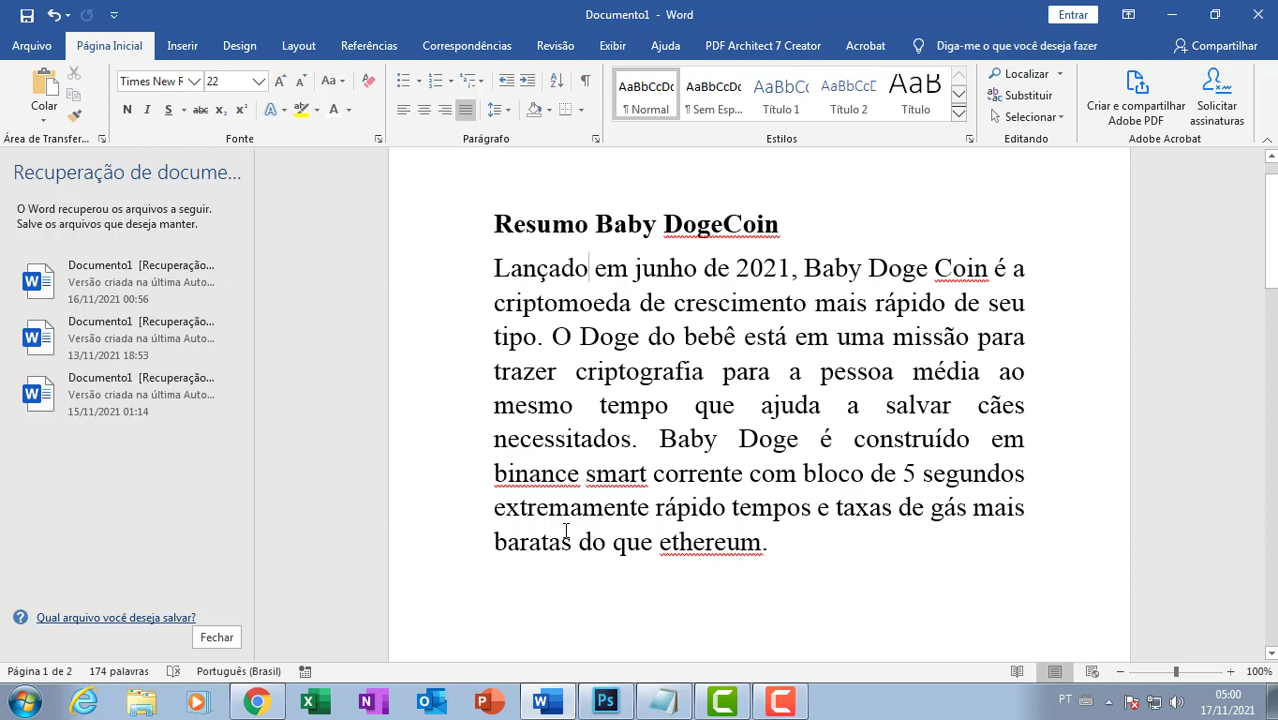 Documento1 - Word
Entrar
Arquivo Página Inicial Inserir Design Layout Referências Correspondências Revisão Exibir Ajuda PDF Architect 7 Creator Acrobat Diga-me o que você deseja fazer Compartilhar
Colar
Área de Transfer...
Times New R 22
Aa
N I S abc x₂ x²
A ab A
Fonte
Parágrafo
AaBbCcDc AaBbCcDc AaBbCc AaBbCcD AaB
¶ Normal ¶ Sem Esp... Título 1 Título 2 Título
Estilos
Localizar
Substituir
Selecionar
Editando
Criar e compartilhar
Adobe PDF
Solicitar
assinaturas
Adobe Acrobat
Recuperação de docume...
O Word recuperou os arquivos a seguir.
Salve os arquivos que deseja manter.
Documento1 [Recuperação...
Versão criada na última Auto...
16/11/2021 00:56
Documento1 [Recuperação...
Versão criada na última Auto...
13/11/2021 18:53
Documento1 [Recuperação...
Versão criada na última Auto...
15/11/2021 01:14
Qual arquivo você deseja salvar?
Fechar
Resumo Baby DogeCoin
Lançado em junho de 2021, Baby Doge Coin é a
criptomoeda de crescimento mais rápido de seu
tipo. O Doge do bebê está em uma missão para
trazer criptografia para a pessoa média ao
mesmo tempo que ajuda a salvar cães
necessitados. Baby Doge é construído em
binance smart corrente com bloco de 5 segundos
extremamente rápido tempos e taxas de gás mais
baratas do que ethereum.
Página 1 de 2 174 palavras Português (Brasil) 100%
PT
05:00
17/11/2021